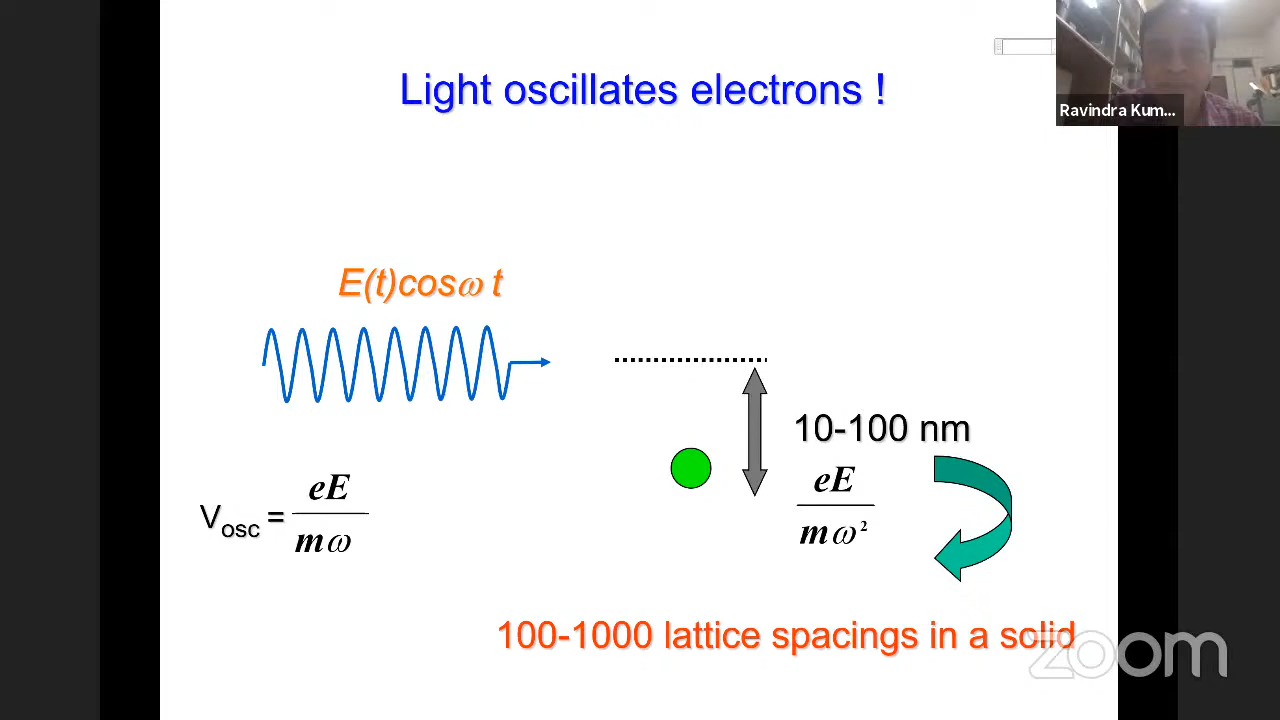 Light oscillates electrons !
Ravindra Kum...
E(t)cosω t
10-100 nm
eE
mω²
Vosc = eE
mω
100-1000 lattice spacings in a solid
zoom